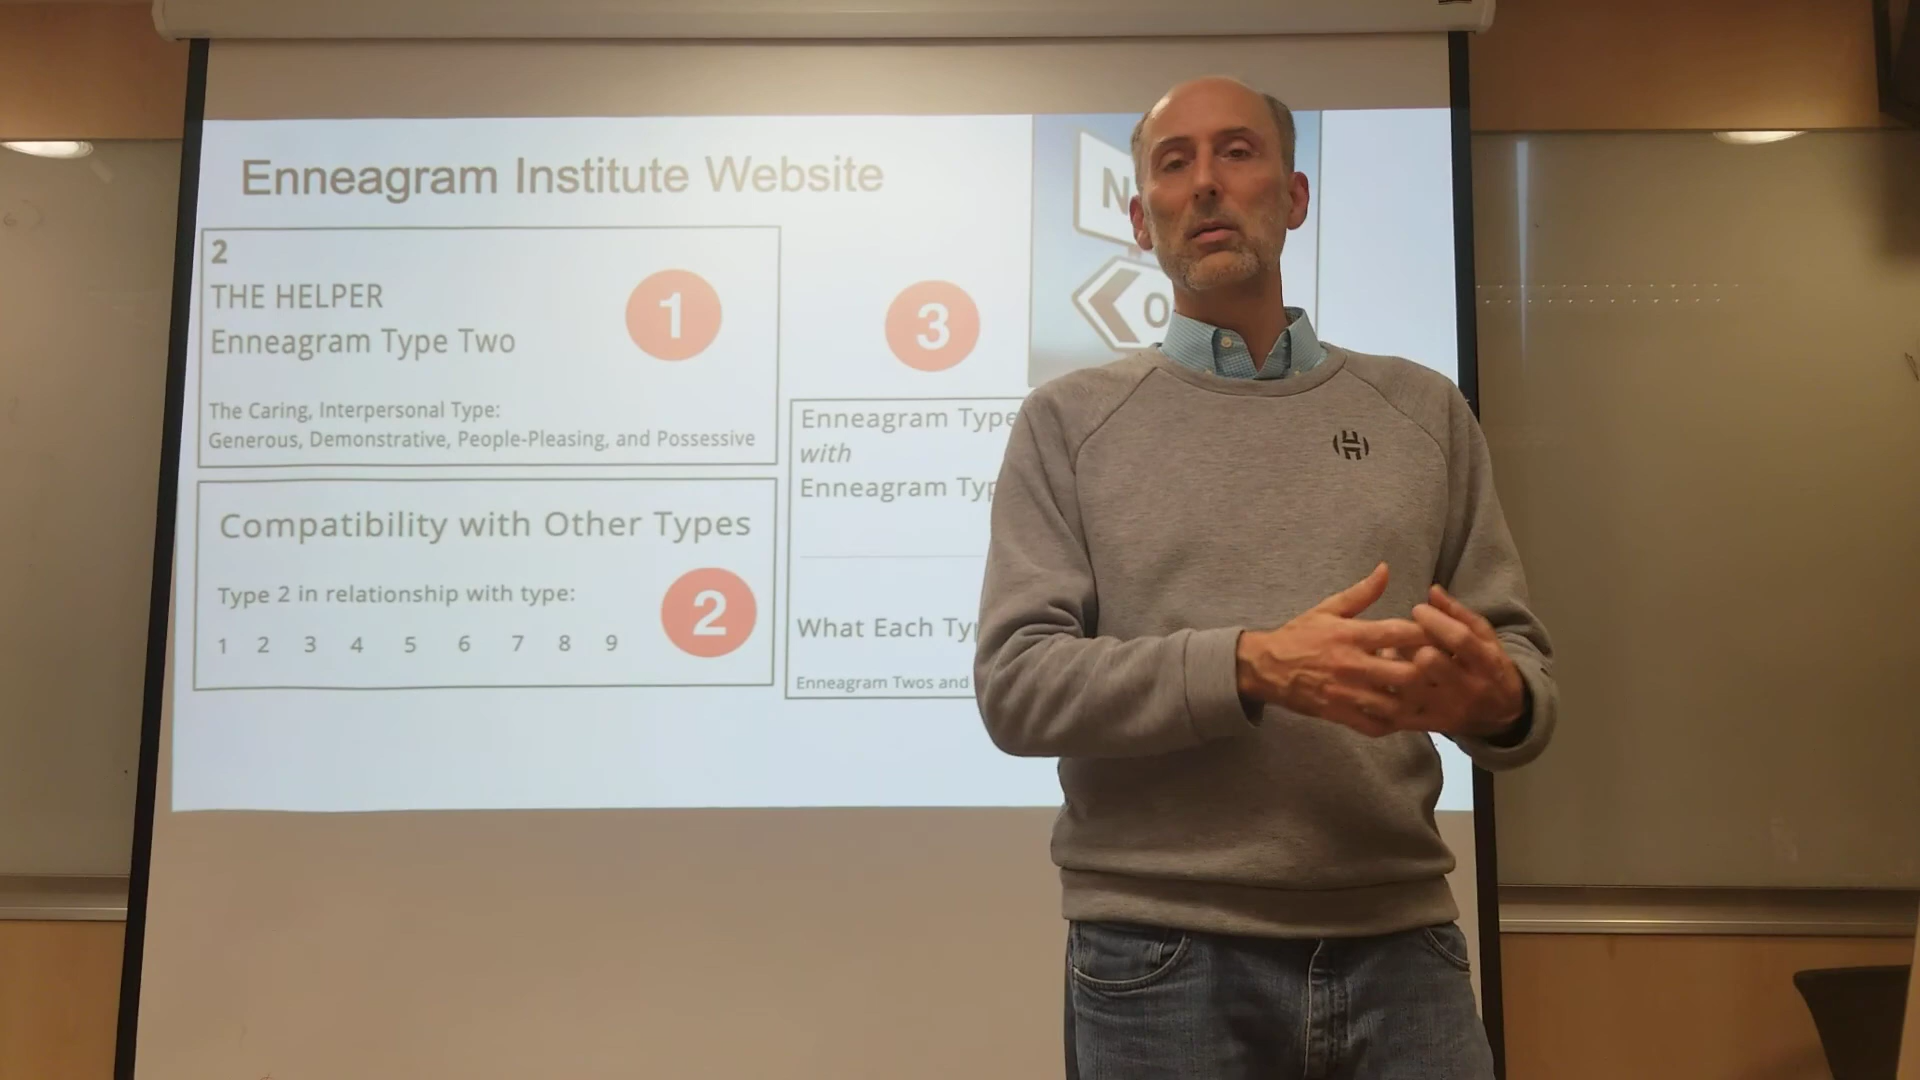 Enneagram Institute Website
2
THE HELPER
Enneagram Type Two
1
The Caring, Interpersonal Type:
Generous, Demonstrative, People-Pleasing, and Possessive
Compatibility with Other Types
Type 2 in relationship with type:
1 2 3 4 5 6 7 8 9
2
3
Enneagram Type
with
Enneagram
What Each
Enneagram Twos and